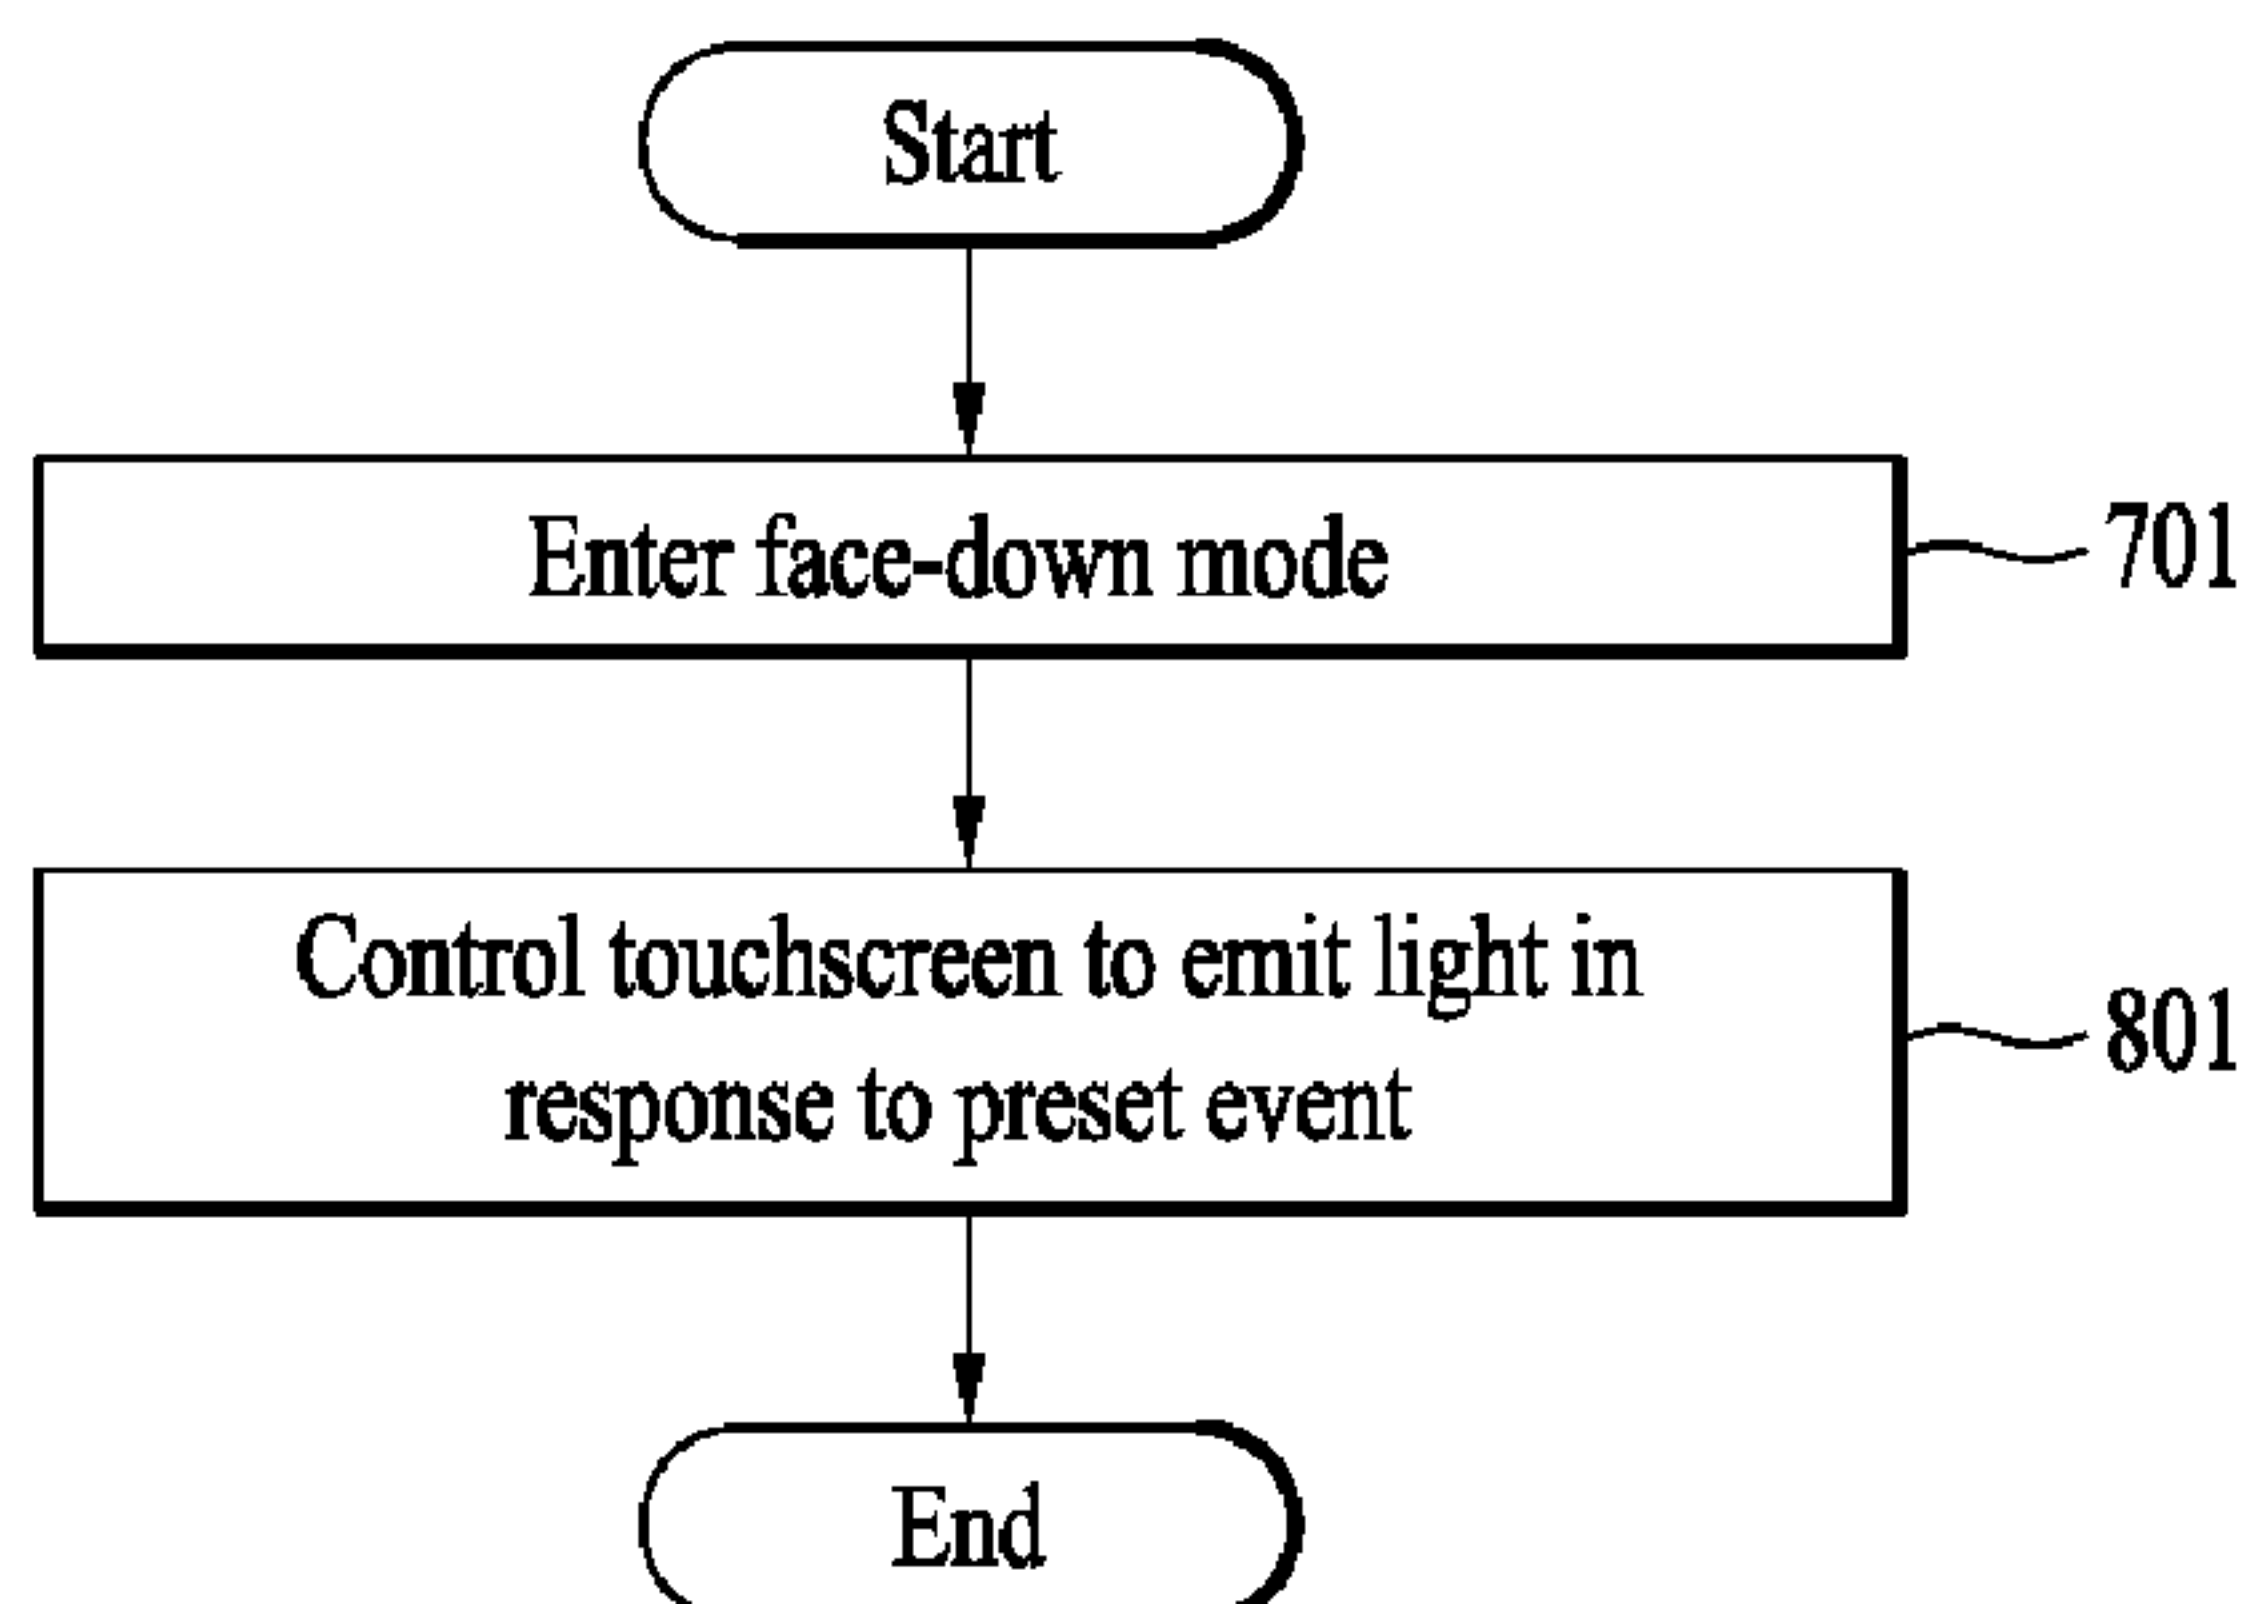 Start
Enter face-down mode
701
Control touchscreen to emit light in
response to preset event
801
End